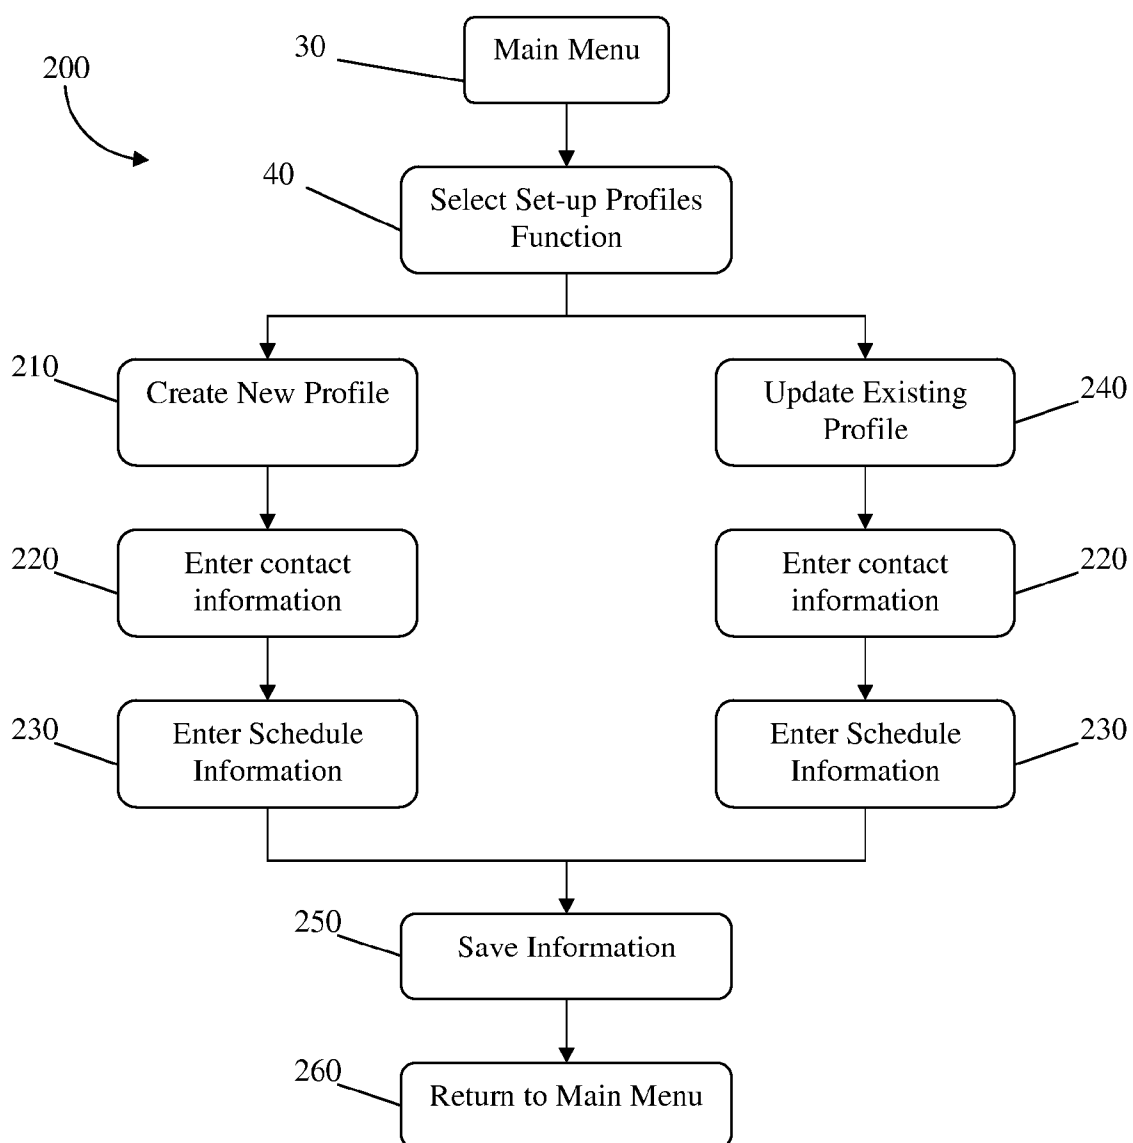 30
Main Menu
200
40
Select Set-up Profiles
Function
210
Create New Profile
Update Existing
Profile
240
220
Enter contact
information
Enter contact
information
220
230
Enter Schedule
Information
Enter Schedule
Information
230
250
Save Information
260
Return to Main Menu